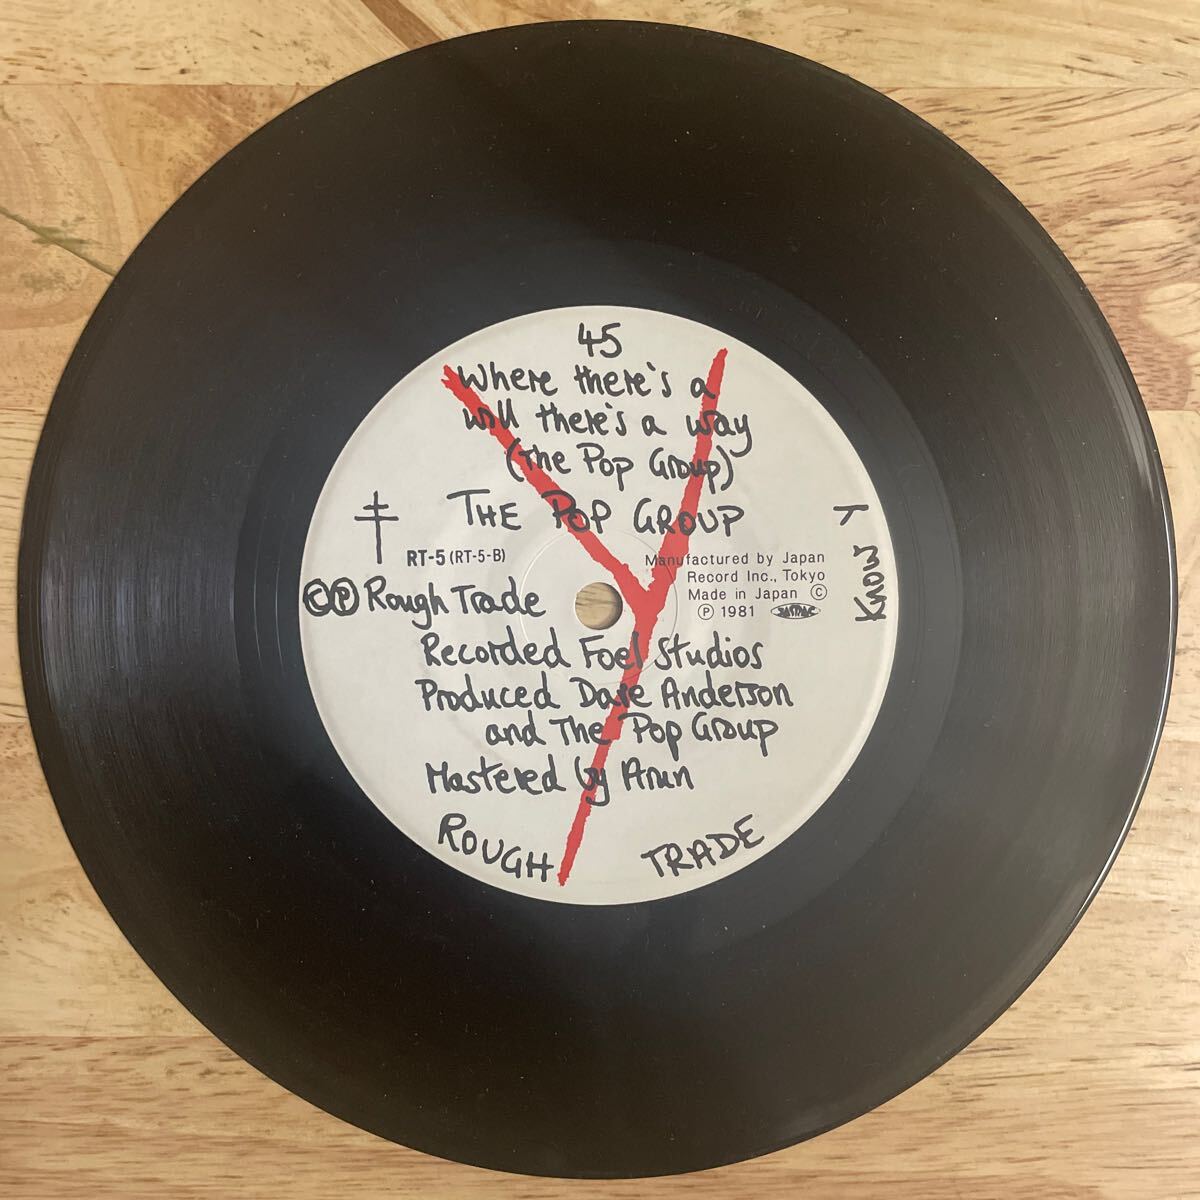 45
Where there's a
will there's a way
(The Pop Group)
THE POP GROUP
RT-5 (RT-5-B)
Manufactured by Japan
Record Inc., Tokyo
Made in Japan ©
Ⓟ 1981 JASRAC
©Ⓟ Rough Trade
Recorded Foel Studios
Produced Dave Anderson
and The Pop Group
Mastered by Arun
ROUGH TRADE
KNOW Y